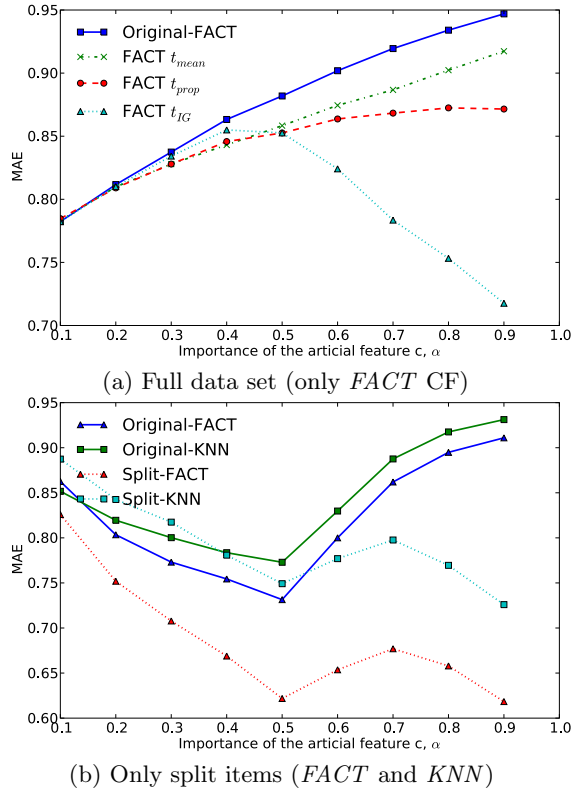 Original-FACT
FACT t_mean
FACT t_prop
FACT t_IG
MAE
0.95
0.90
0.85
0.80
0.75
0.70
0.1 0.2 0.3 0.4 0.5 0.6 0.7 0.8 0.9 1.0
Importance of the articial feature c, α
(a) Full data set (only FACT CF)
Original-FACT
Original-KNN
Split-FACT
Split-KNN
MAE
0.95
0.90
0.85
0.80
0.75
0.70
0.65
0.60
0.1 0.2 0.3 0.4 0.5 0.6 0.7 0.8 0.9 1.0
Importance of the articial feature c, α
(b) Only split items (FACT and KNN)